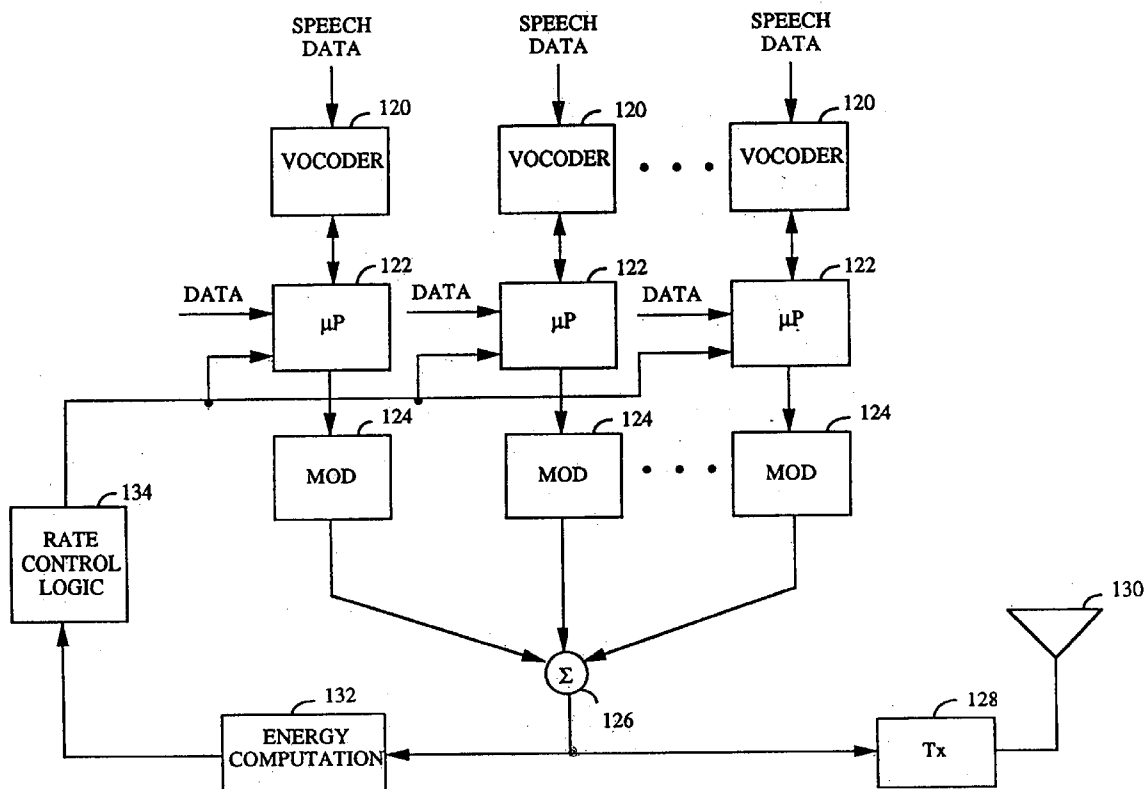 SPEECH
DATA
SPEECH
DATA
SPEECH
DATA
120
120
120
VOCODER
VOCODER
VOCODER
122
122
122
DATA
DATA
DATA
μP
μP
μP
124
124
124
MOD
MOD
MOD
134
RATE
CONTROL
LOGIC
130
Σ
126
132
ENERGY
COMPUTATION
128
Tx